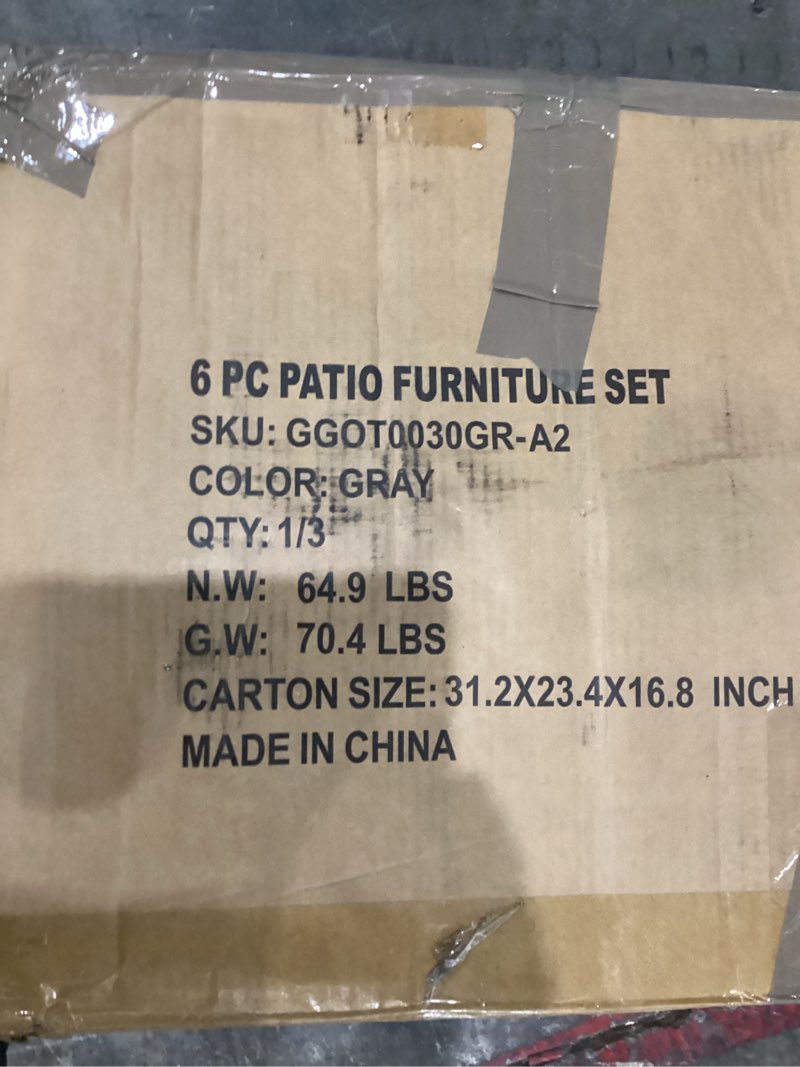 6 PC PATIO FURNITURE SET
SKU: GGOT0030GR-A2
COLOR: GRAY
QTY: 1/3
N.W: 64.9 LBS
G.W: 70.4 LBS
CARTON SIZE: 31.2X23.4X16.8 INCH
MADE IN CHINA